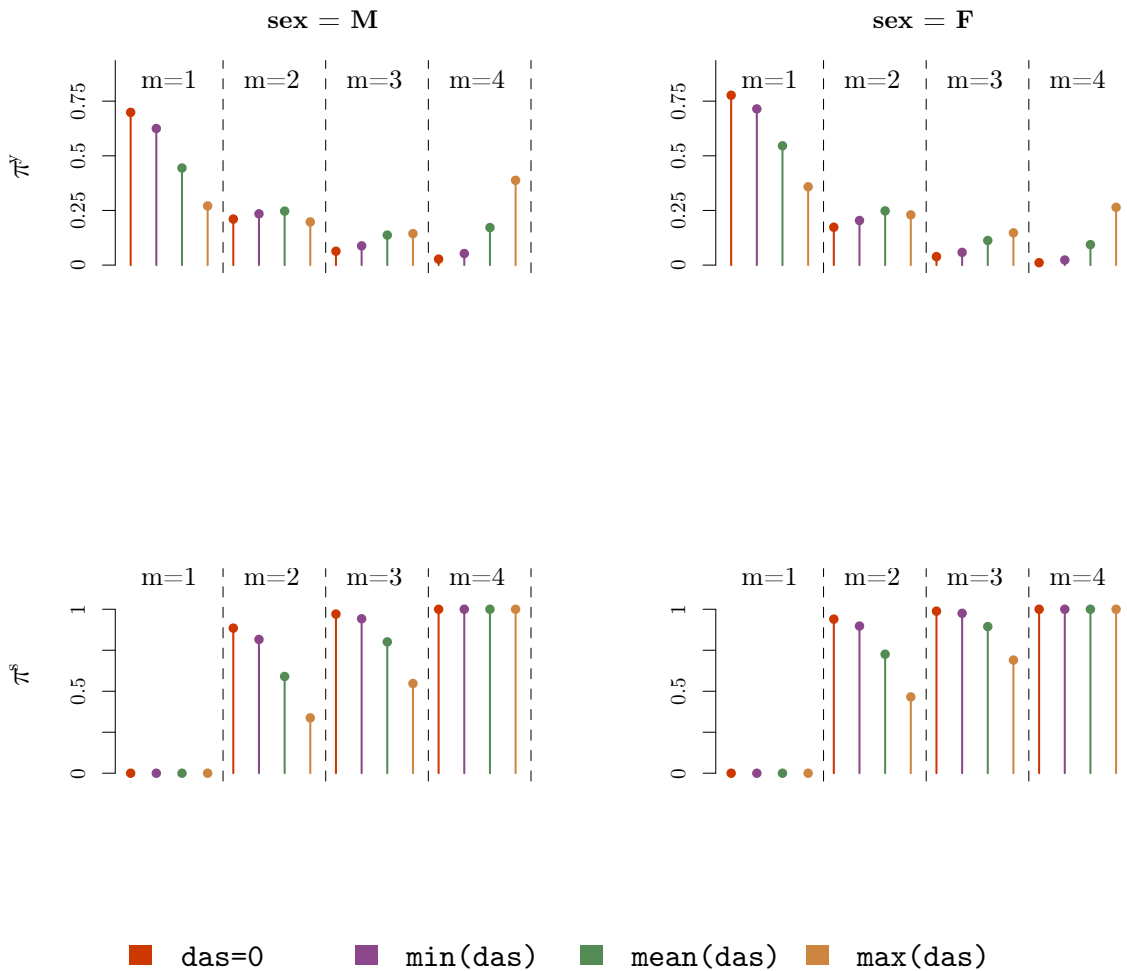 sex = M sex = F
m=1 m=2 m=3 m=4 m=1 m=2 m=3 m=4
π^y 0 0.25 0.5 0.75 0 0.25 0.5 0.75
m=1 m=2 m=3 m=4 m=1 m=2 m=3 m=4
π^s 0 0.5 1 0 0.5 1
das=0 min(das) mean(das) max(das)